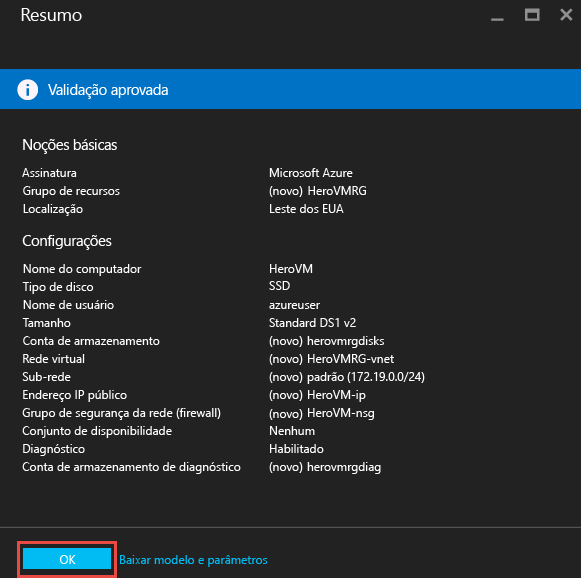 Resumo
Validação aprovada
Noções básicas
Assinatura Microsoft Azure
Grupo de recursos (novo) HeroVMRG
Localização Leste dos EUA
Configurações
Nome do computador HeroVM
Tipo de disco SSD
Nome de usuário azureuser
Tamanho Standard DS1 v2
Conta de armazenamento (novo) herovmrgdisks
Rede virtual (novo) HeroVMRG-vnet
Sub-rede (novo) padrão (172.19.0.0/24)
Endereço IP público (novo) HeroVM-ip
Grupo de segurança da rede (firewall) (novo) HeroVM-nsg
Conjunto de disponibilidade Nenhum
Diagnóstico Habilitado
Conta de armazenamento de diagnóstico (novo) herovmrgdiag
OK Baixar modelo e parâmetros